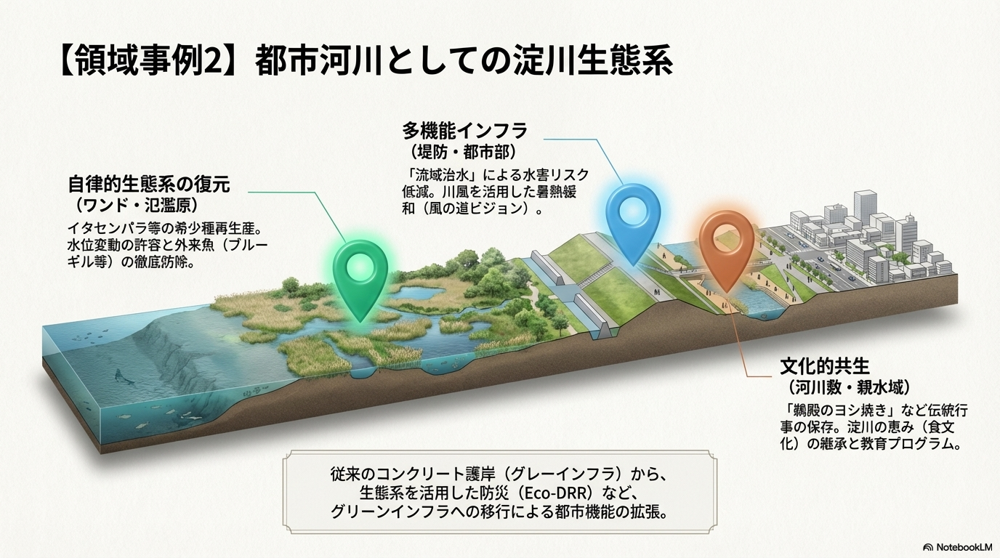 【領域事例2】都市河川としての淀川生態系
多機能インフラ
（堤防・都市部）
「流域治水」による水害リスク
低減。川風を活用した暑熱緩
和（風の道ビジョン）。
自律的生態系の復元
（ワンド・氾濫原）
イタセンパラ等の希少種再生産。
水位変動の許容と外来魚（ブルー
ギル等）の徹底防除。
文化的共生
（河川敷・親水域）
「鵜殿のヨシ焼き」など伝統行
事の保存。淀川の恵み（食文
化）の継承と教育プログラム。
従来のコンクリート護岸（グレーインフラ）から、
生態系を活用した防災（Eco-DRR）など、
グリーンインフラへの移行による都市機能の拡張。
NotebookLM